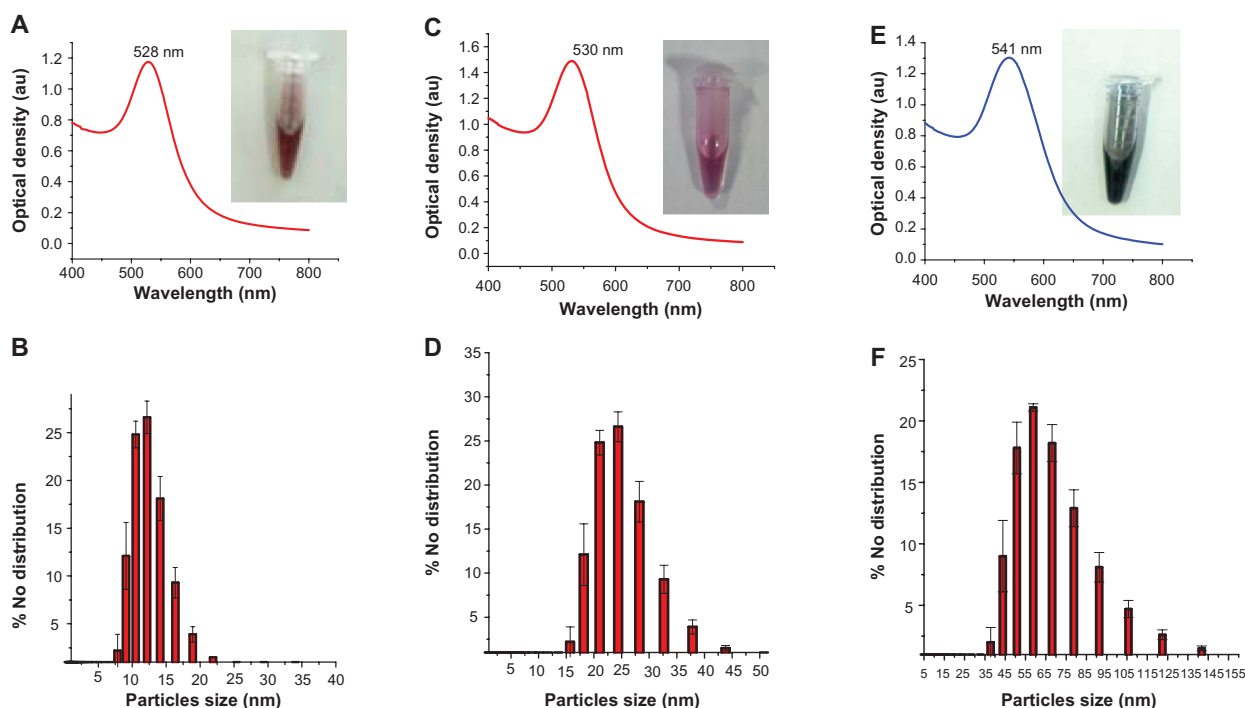 A
528 nm
1.4
1.2
1.0
0.8
0.6
0.4
0.2
0.0
400 500 600 700 800
Optical density (au)
Wavelength (nm)
C
530 nm
1.8
1.6
1.4
1.2
1.0
0.8
0.6
0.4
0.2
0.0
400 500 600 700 800
Optical density (au)
Wavelength (nm)
E
541 nm
1.4
1.2
1.0
0.8
0.6
0.4
0.2
0.0
400 500 600 700 800
Optical density (au)
Wavelength (nm)
B
25
20
15
10
5
5 10 15 20 25 30 35 40
% No distribution
Particles size (nm)
D
35
30
25
20
15
10
5
5 10 15 20 25 30 35 40 45 50
% No distribution
Particles size (nm)
F
25
20
15
10
5
5 15 25 35 45 55 65 75 85 95 105 115 125 135 145 155
% No distribution
Particles size (nm)